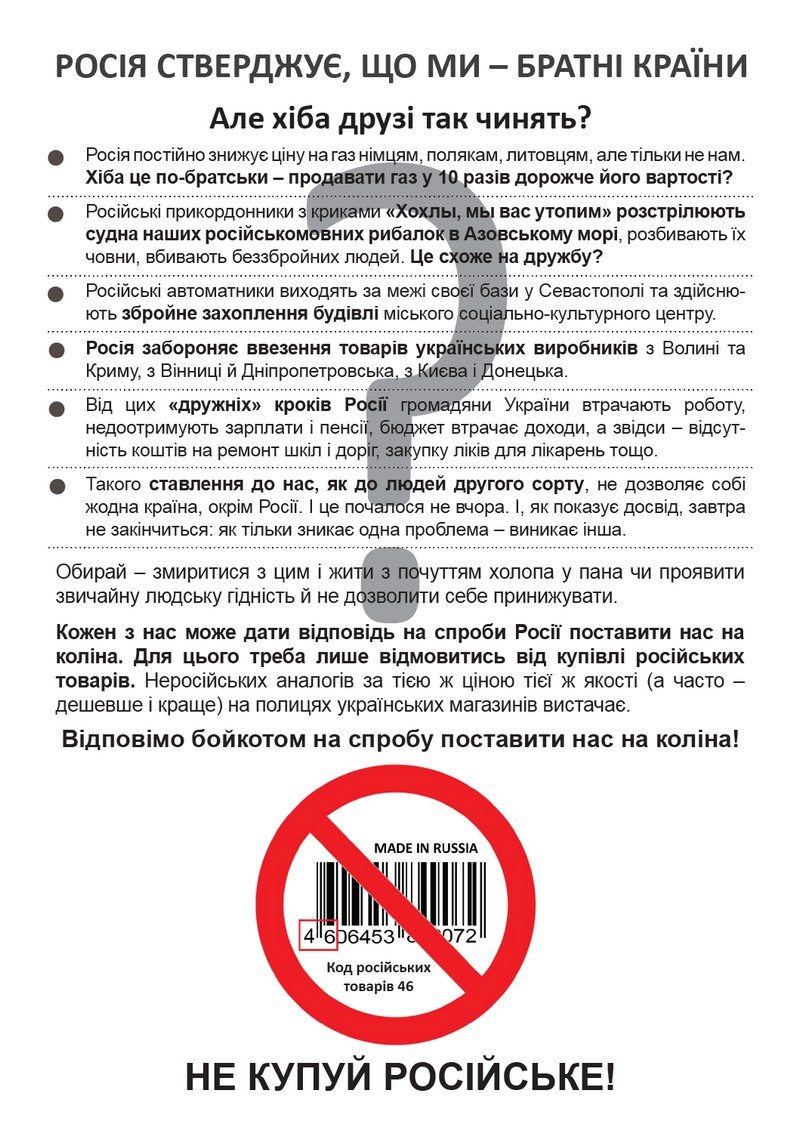 РОСІЯ СТВЕРДЖУЄ, ЩО МИ – БРАТНІ КРАЇНИ
Але хіба друзі так чинять?
Росія постійно знижує ціну на газ німцям, полякам, литовцям, але тільки не нам.
Хіба це по-братськи – продавати газ у 10 разів дорожче його вартості?
Російські прикордонники з криками «Хохлы, мы вас утопим» розстрілюють
судна наших російськомовних рибалок в Азовському морі, розбивають їх
човни, вбивають беззбройних людей. Це схоже на дружбу?
Російські автоматники виходять за межі своєї бази у Севастополі та здійсню-
ють збройне захоплення будівлі міського соціально-культурного центру.
Росія забороняє ввезення товарів українських виробників з Волині та
Криму, з Вінниці й Дніпропетровська, з Києва і Донецька.
Від цих «дружніх» кроків Росії громадяни України втрачають роботу,
недоотримують зарплати і пенсії, бюджет втрачає доходи, а звідси – відсут-
ність коштів на ремонт шкіл і доріг, закупку ліків для лікарень тощо.
Такого ставлення до нас, як до людей другого сорту, не дозволяє собі
жодна країна, окрім Росії. І це почалося не вчора. І, як показує досвід, завтра
не закінчиться: як тільки зникає одна проблема – виникає інша.
Обирай – змиритися з цим і жити з почуттям холопа у пана чи проявити
звичайну людську гідність й не дозволити себе принижувати.
Кожен з нас може дати відповідь на спроби Росії поставити нас на
коліна. Для цього треба лише відмовитись від купівлі російських
товарів. Неросійських аналогів за тією ж ціною тієї ж якості (а часто –
дешевше і краще) на полицях українських магазинів вистачає.
Відповімо бойкотом на спробу поставити нас на коліна!
MADE IN RUSSIA
4 606453 072
Код російських
товарів 46
НЕ КУПУЙ РОСІЙСЬКЕ!